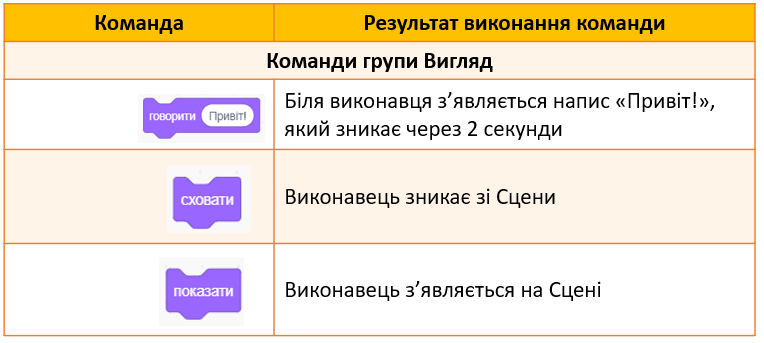 Команда Результат виконання команди
Команди групи Вигляд
говорити Привіт! Біля виконавця з’являється напис «Привіт!»,
який зникає через 2 секунди
сховати Виконавець зникає зі Сцени
показати Виконавець з’являється на Сцені